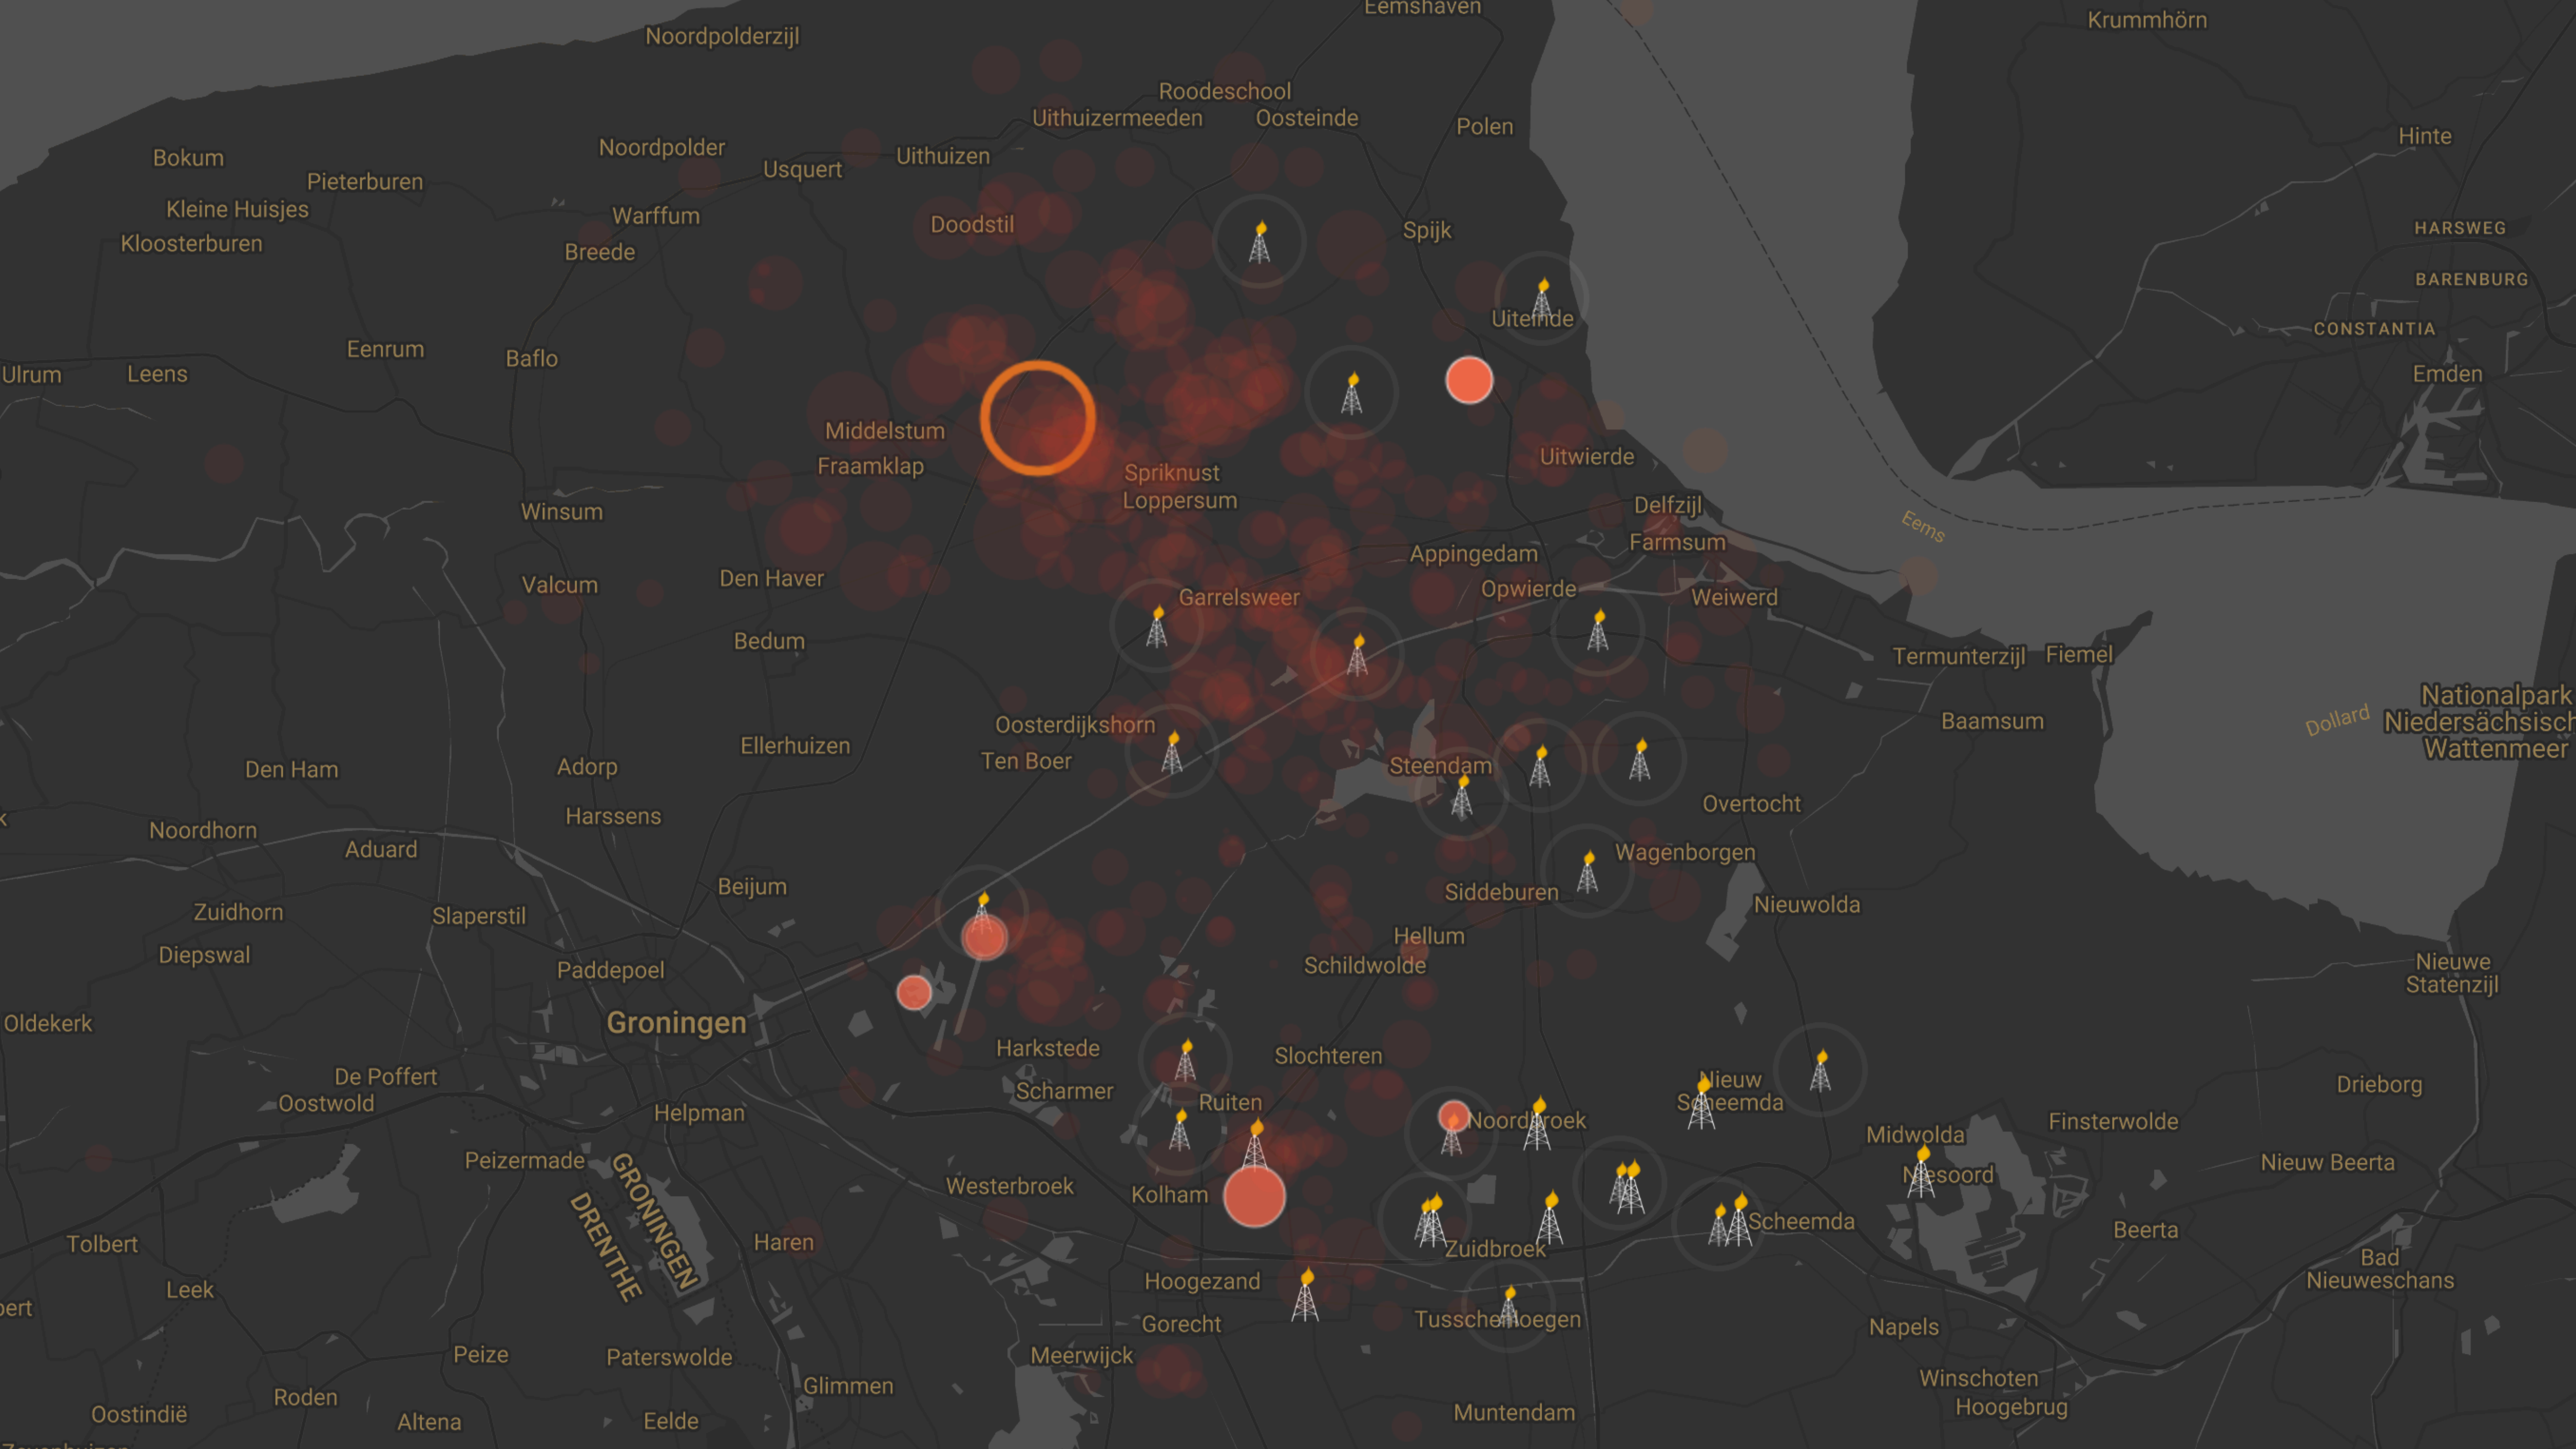 Eemshaven
Krummhörn
Noordpolderzijl
Roodeschool
Uithuizermeeden
Oosteinde
Polen
Hinte
Noordpolder
Bokum
Uithuizen
Usquert
Pieterburen
Kleine Huisjes
Warffum
Doodstil
Spijk
HARSWEG
Kloosterburen
Breede
BARENBURG
Uiteinde
CONSTANTIA
Eenrum
Baflo
Ulrum
Leens
Emden
Middelstum
Fraamklap
Uitwierde
Spriknust
Loppersum
Delfzijl
Winsum
Eems
Farmsum
Appingedam
Den Haver
Valcum
Opwierde
Garrelsweer
Weiwerd
Bedum
Termunterzijl
Fiemel
Nationalpark
Niedersächsisch
Wattenmeer
Dollard
Baamsum
Oosterdijkshorn
Ellerhuizen
Ten Boer
Steendam
Adorp
Den Ham
Overtocht
Harssens
k
Noordhorn
Aduard
Wagenborgen
Beijum
Siddeburen
Nieuwolda
Zuidhorn
Slaperstil
Hellum
Diepswal
Schildwolde
Nieuwe
Statenzijl
Paddepoel
Oldekerk
Groningen
Harkstede
Slochteren
De Poffert
Nieuw
Scheemda
Drieborg
Scharmer
Oostwold
Ruiten
Helpman
Noordbroek
Finsterwolde
Midwolda
Peizermade
Nieuw Beerta
Niesoord
Westerbroek
Kolham
GRONINGEN
DRENTHE
Scheemda
Beerta
Tolbert
Haren
Zuidbroek
Bad
Nieuweschans
Hoogezand
Leek
bert
Tusschenloegen
Gorecht
Napels
Peize
Paterswolde
Meerwijck
Winschoten
Glimmen
Roden
Hoogebrug
Muntendam
Oostindië
Altena
Eelde